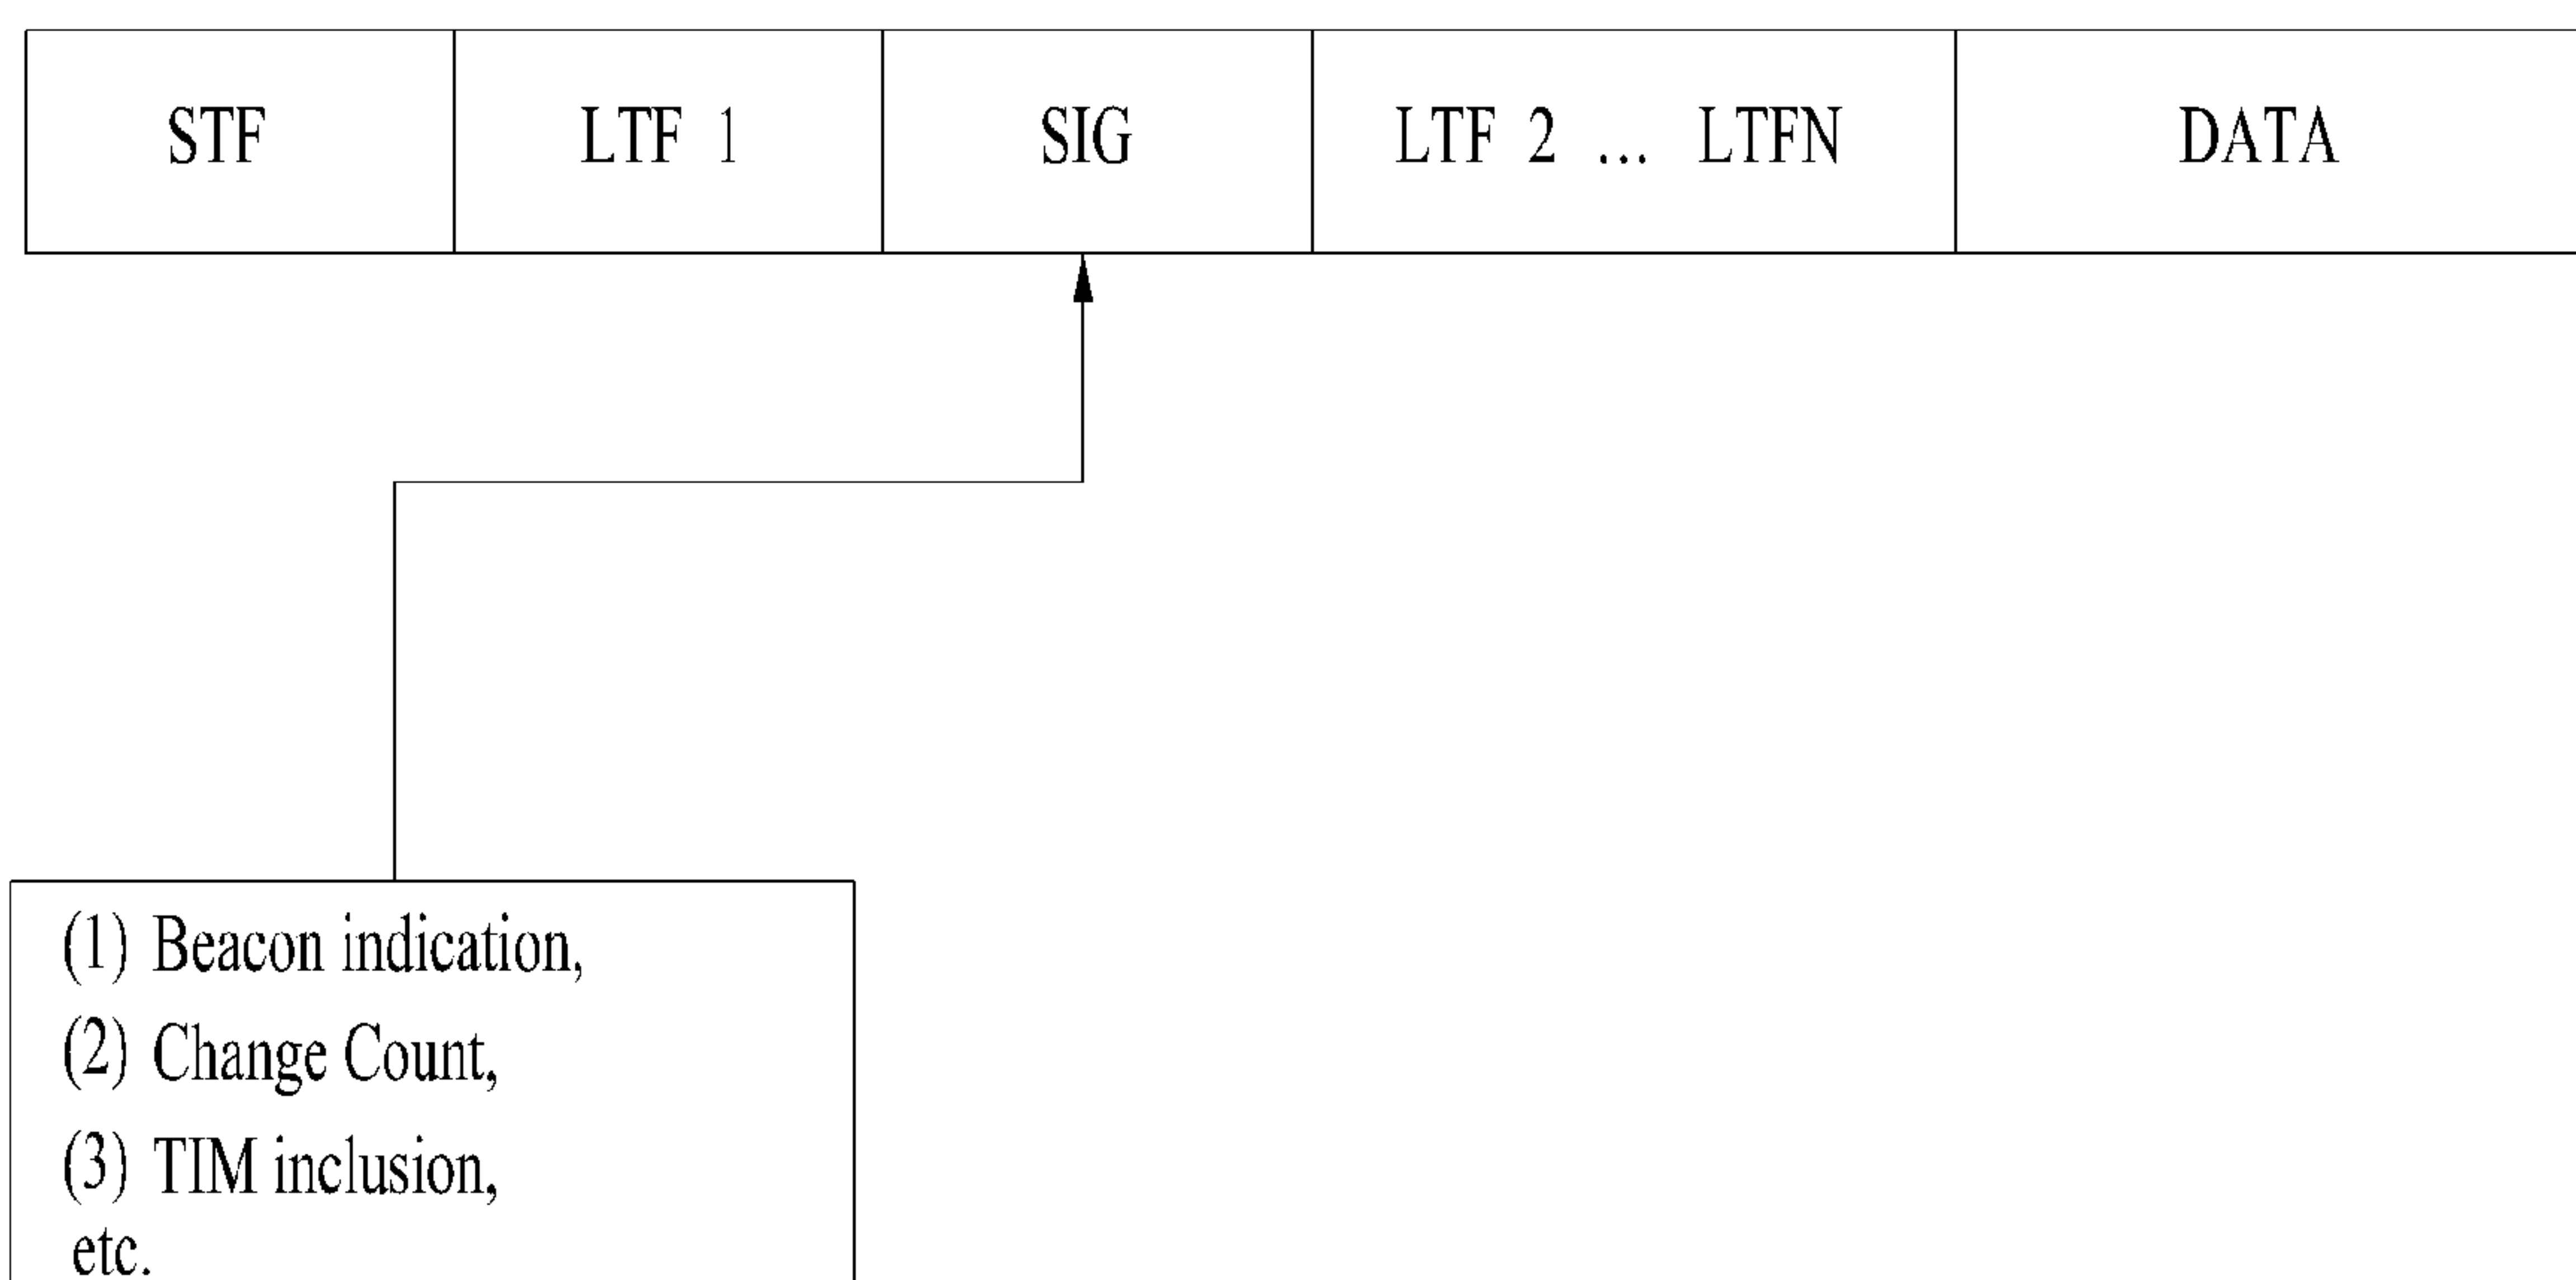 STF LTF 1 SIG LTF 2 ... LTFN DATA
(1) Beacon indication,
(2) Change Count,
(3) TIM inclusion,
etc.